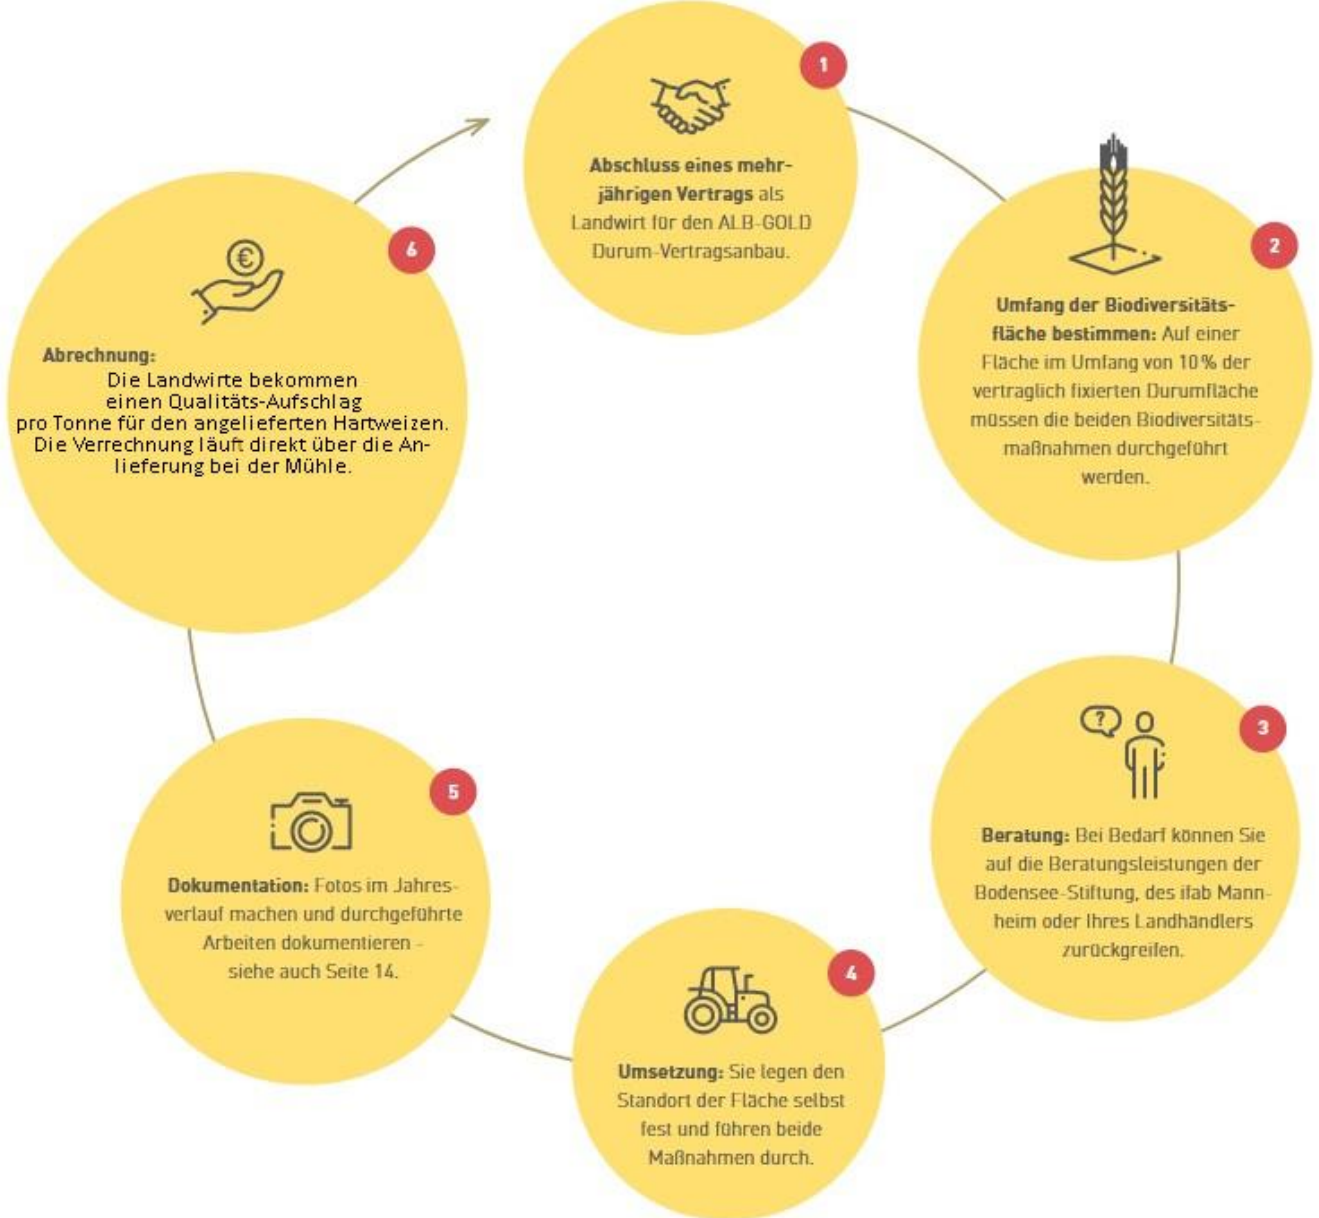 1
Abschluss eines mehr-
jährigen Vertrags als
Landwirt für den ALB-GOLD
Durum-Vertragsanbau.
2
Umfang der Biodiversitäts-
fläche bestimmen: Auf einer
Fläche im Umfang von 10% der
vertraglich fixierten Durumfläche
müssen die beiden Biodiversitäts-
maßnahmen durchgeführt
werden.
3
?
Beratung: Bei Bedarf können Sie
auf die Beratungsleistungen der
Bodensee-Stiftung, des ifab Mann-
heim oder Ihres Landhändlers
zurückgreifen.
4
Umsetzung: Sie legen den
Standort der Fläche selbst
fest und führen beide
Maßnahmen durch.
5
Dokumentation: Fotos im Jahres-
verlauf machen und durchgeführte
Arbeiten dokumentieren -
siehe auch Seite 14.
6
€
Abrechnung:
Die Landwirte bekommen
einen Qualitäts-Aufschlag
pro Tonne für den angelieferten Hartweizen.
Die Verrechnung läuft direkt über die An-
lieferung bei der Mühle.